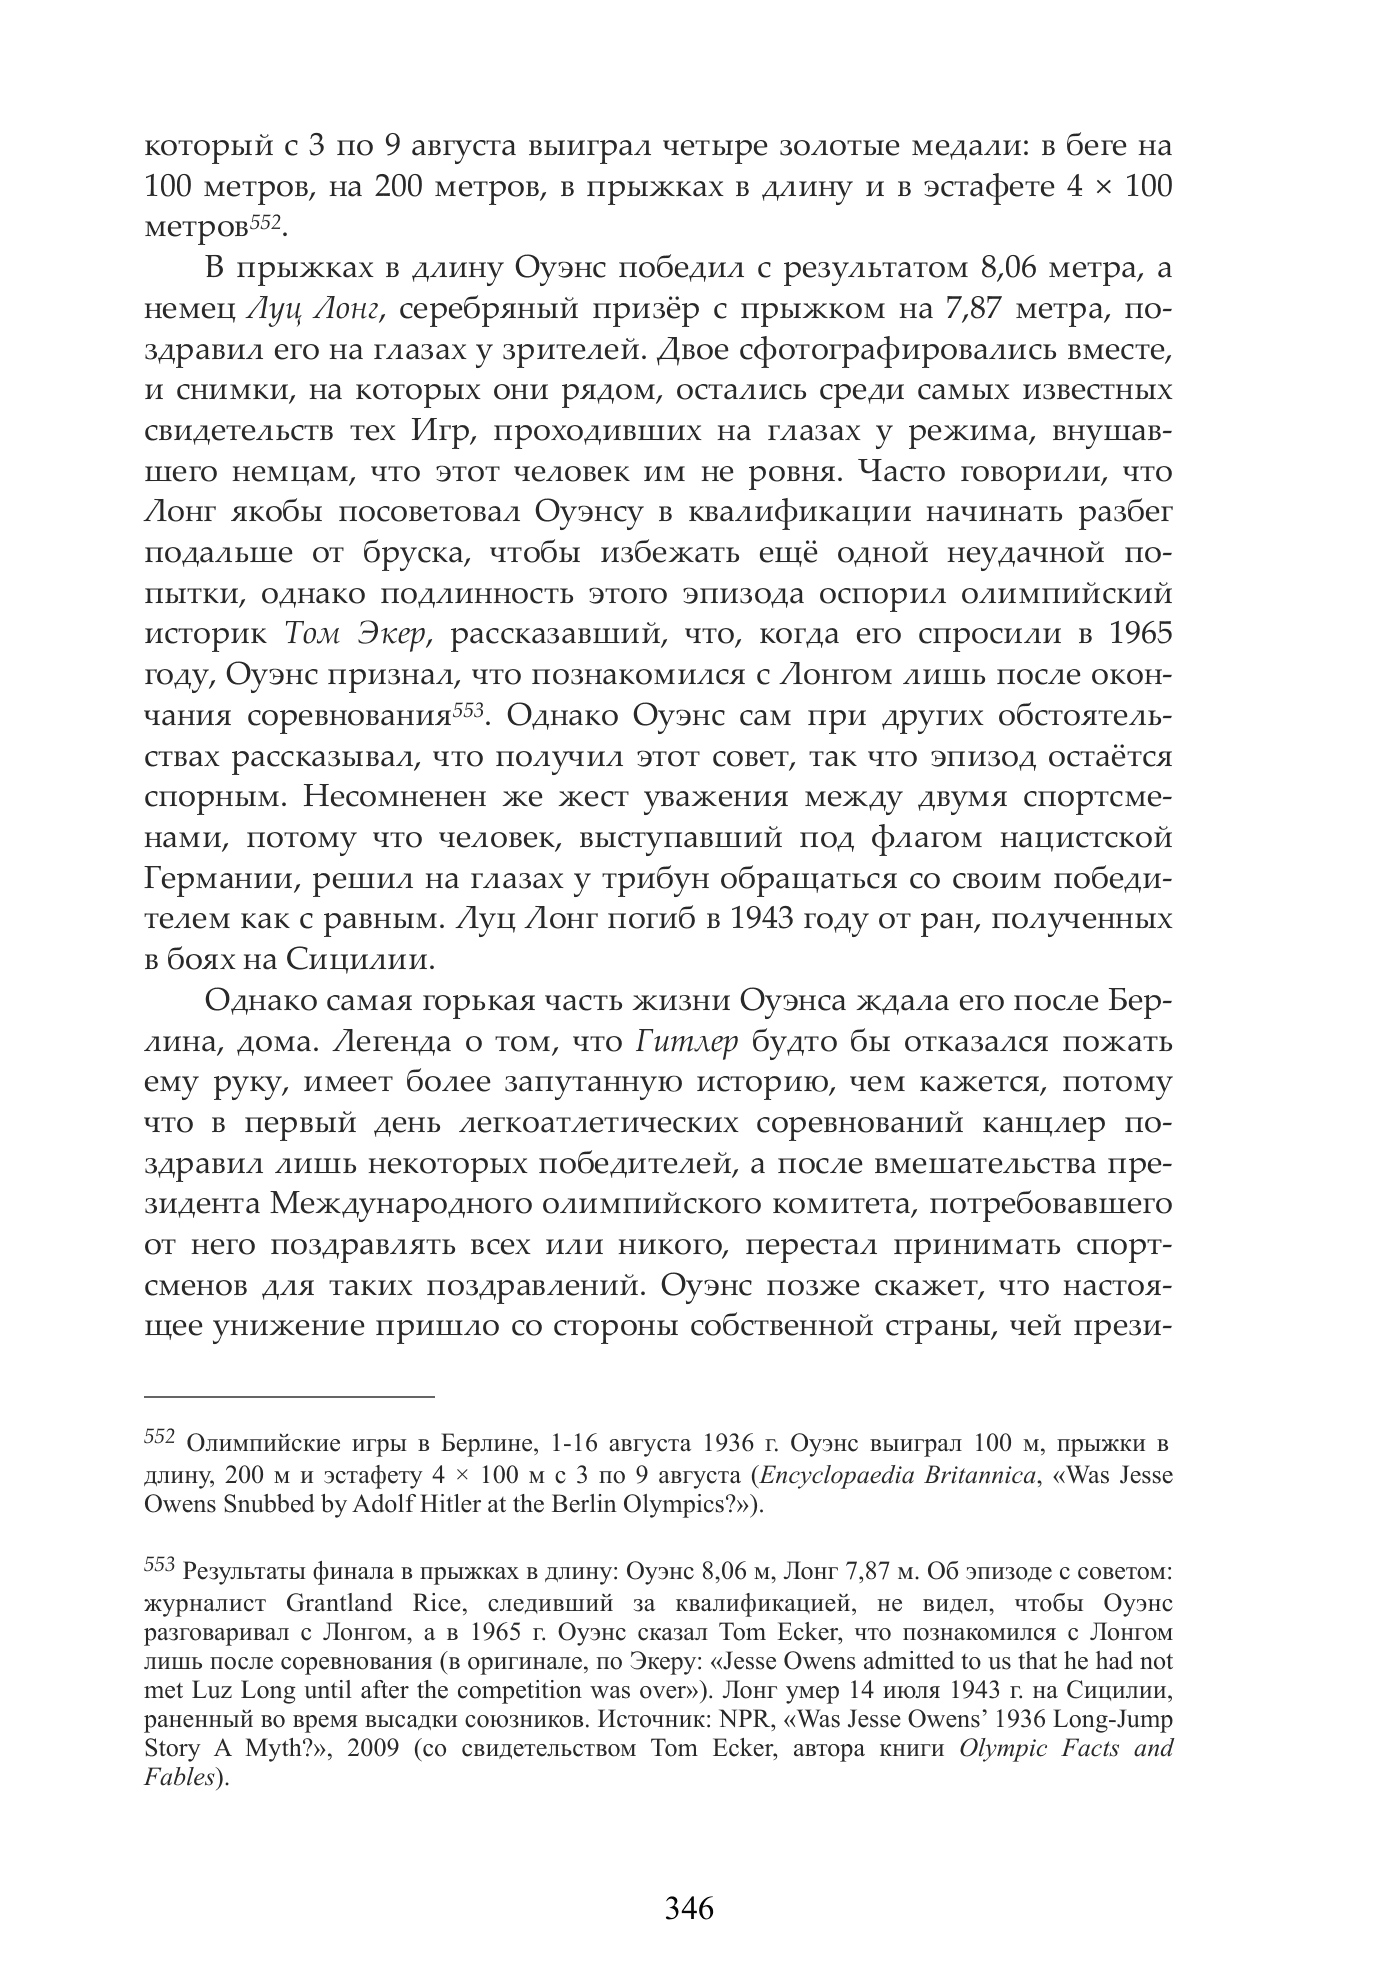 который с 3 по 9 августа выиграл четыре золотые медали: в беге на
100 метров, на 200 метров, в прыжках в длину и в эстафете 4 × 100
метров552.
В прыжках в длину Оуэнс победил с результатом 8,06 метра, а
немец Луц Лонг, серебряный призёр с прыжком на 7,87 метра, по-
здравил его на глазах у зрителей. Двое сфотографировались вместе,
и снимки, на которых они рядом, остались среди самых известных
свидетельств тех Игр, проходивших на глазах у режима, внушав-
шего немцам, что этот человек им не ровня. Часто говорили, что
Лонг якобы посоветовал Оуэнсу в квалификации начинать разбег
подальше от бруска, чтобы избежать ещё одной неудачной по-
пытки, однако подлинность этого эпизода оспорил олимпийский
историк Том Экер, рассказавший, что, когда его спросили в 1965
году, Оуэнс признал, что познакомился с Лонгом лишь после окон-
чания соревнования553. Однако Оуэнс сам при других обстоятель-
ствах рассказывал, что получил этот совет, так что эпизод остаётся
спорным. Несомненен же жест уважения между двумя спортсме-
нами, потому что человек, выступавший под флагом нацистской
Германии, решил на глазах у трибун обращаться со своим победи-
телем как с равным. Луц Лонг погиб в 1943 году от ран, полученных
в боях на Сицилии.
Однако самая горькая часть жизни Оуэнса ждала его после Бер-
лина, дома. Легенда о том, что Гитлер будто бы отказался пожать
ему руку, имеет более запутанную историю, чем кажется, потому
что в первый день легкоатлетических соревнований канцлер по-
здравил лишь некоторых победителей, а после вмешательства пре-
зидента Международного олимпийского комитета, потребовавшего
от него поздравлять всех или никого, перестал принимать спорт-
сменов для таких поздравлений. Оуэнс позже скажет, что настоя-
щее унижение пришло со стороны собственной страны, чей прези-
552 Олимпийские игры в Берлине, 1-16 августа 1936 г. Оуэнс выиграл 100 м, прыжки в
длину, 200 м и эстафету 4 × 100 м с 3 по 9 августа (Encyclopaedia Britannica, «Was Jesse
Owens Snubbed by Adolf Hitler at the Berlin Olympics?»).
553 Результаты финала в прыжках в длину: Оуэнс 8,06 м, Лонг 7,87 м. Об эпизоде с советом:
журналист Grantland Rice, следивший за квалификацией, не видел, чтобы Оуэнс
разговаривал с Лонгом, а в 1965 г. Оуэнс сказал Tom Ecker, что познакомился с Лонгом
лишь после соревнования (в оригинале, по Экеру: «Jesse Owens admitted to us that he had not
met Luz Long until after the competition was over»). Лонг умер 14 июля 1943 г. на Сицилии,
раненный во время высадки союзников. Источник: NPR, «Was Jesse Owens’ 1936 Long-Jump
Story A Myth?», 2009 (со свидетельством Tom Ecker, автора книги Olympic Facts and
Fables).
346